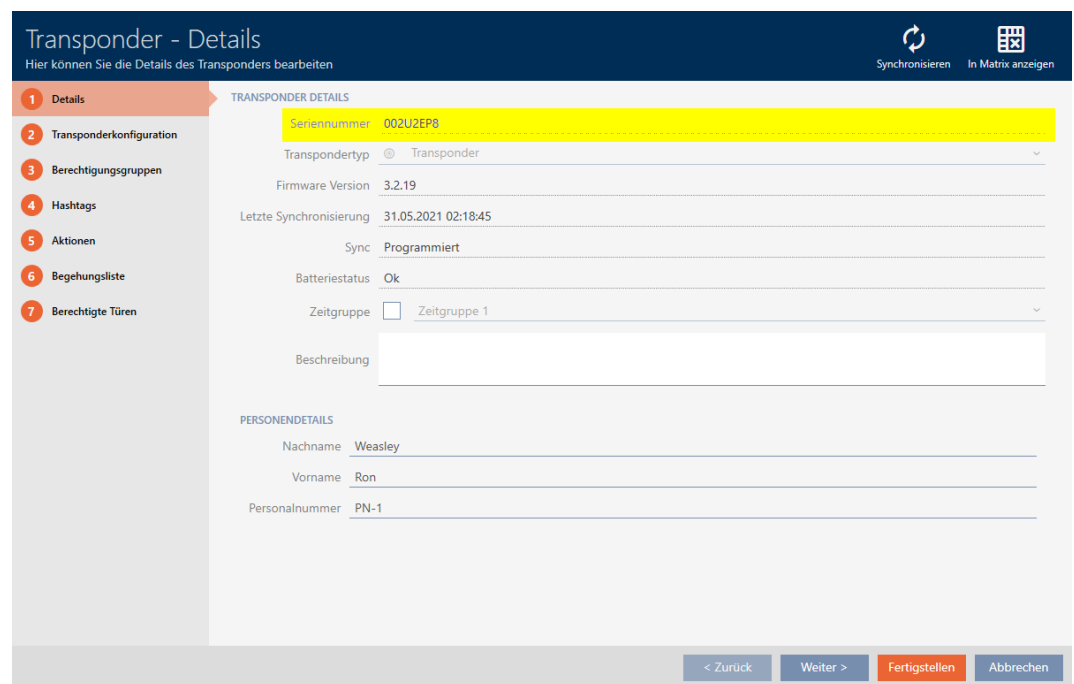 Transponder - Details
Hier können Sie die Details des Transponders bearbeiten
Synchronisieren
In Matrix anzeigen
1 Details
2 Transponderkonfiguration
3 Berechtigungsgruppen
4 Hashtags
5 Aktionen
6 Begehungsliste
7 Berechtigte Türen
TRANSPONDER DETAILS
Seriennummer 002U2EP8
Transpondertyp Transponder
Firmware Version 3.2.19
Letzte Synchronisierung 31.05.2021 02:18:45
Sync Programmiert
Batteriestatus Ok
Zeitgruppe Zeitgruppe 1
Beschreibung
PERSONENDETAILS
Nachname Weasley
Vorname Ron
Personalnummer PN-1
< Zurück Weiter > Fertigstellen Abbrechen